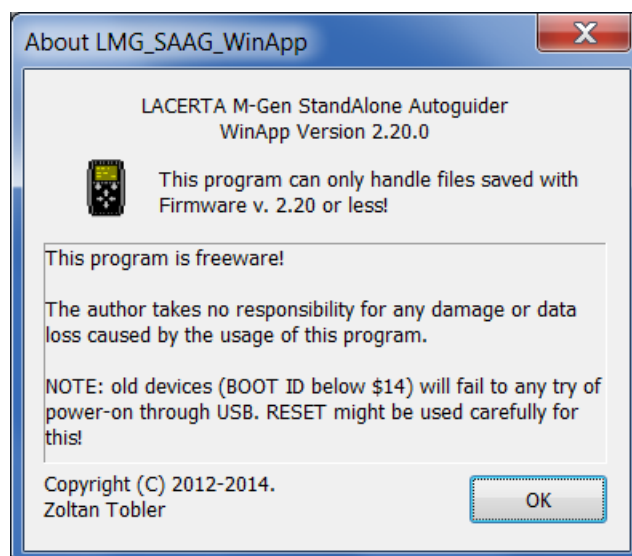 About LMG_SAAG_WinApp
LACERTA M-Gen StandAlone Autoguider
WinApp Version 2.20.0
This program can only handle files saved with
Firmware v. 2.20 or less!
This program is freeware!
The author takes no responsibility for any damage or data
loss caused by the usage of this program.
NOTE: old devices (BOOT ID below $14) will fail to any try of
power-on through USB. RESET might be used carefully for
this!
Copyright (C) 2012-2014.
Zoltan Tobler
OK